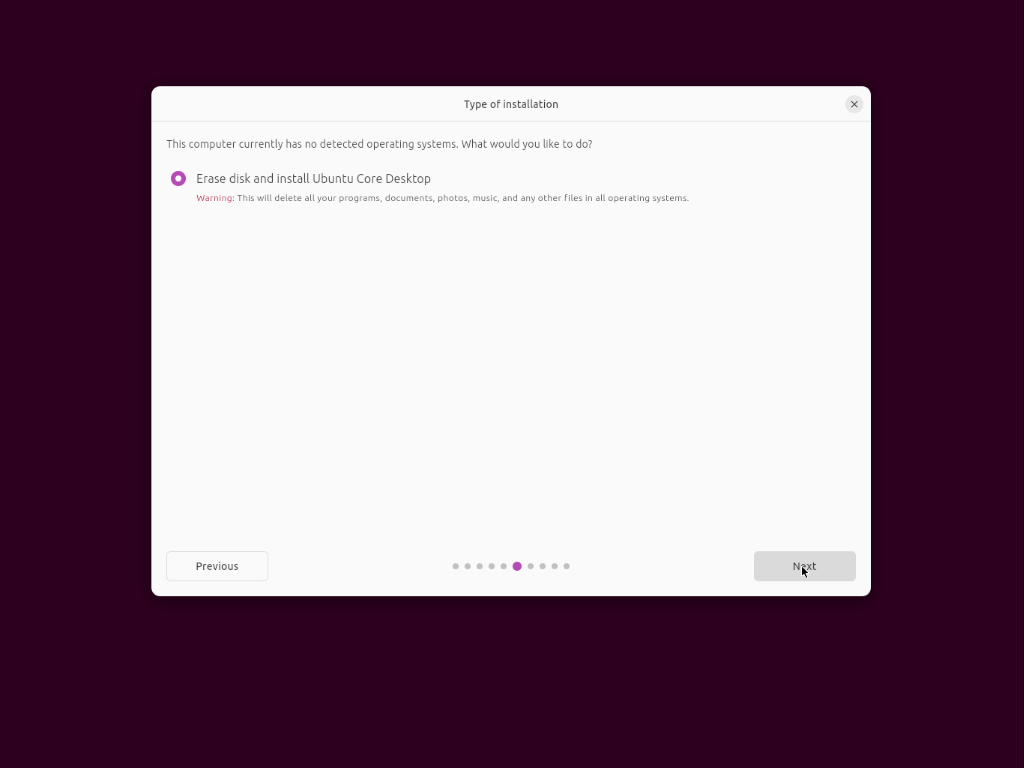 Type of installation
This computer currently has no detected operating systems. What would you like to do?
Erase disk and install Ubuntu Core Desktop
Warning: This will delete all your programs, documents, photos, music, and any other files in all operating systems.
Previous
Next